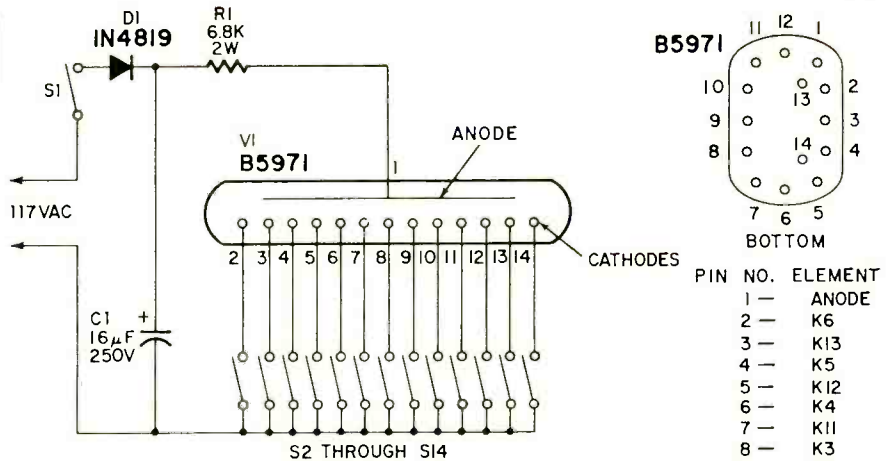 D1
1N4819
R1
6.8K
2W
S1
V1
B5971
1
ANODE
117VAC
2 3 4 5 6 7 8 9 10 11 12 13 14
CATHODES
C1 +
16μF
250V
S2 THROUGH S14
B5971
11 12 1
10 2
13
9 3
14
8 4
7 6 5
BOTTOM
PIN NO. ELEMENT
1 — ANODE
2 — K6
3 — K13
4 — K5
5 — K12
6 — K4
7 — K11
8 — K3